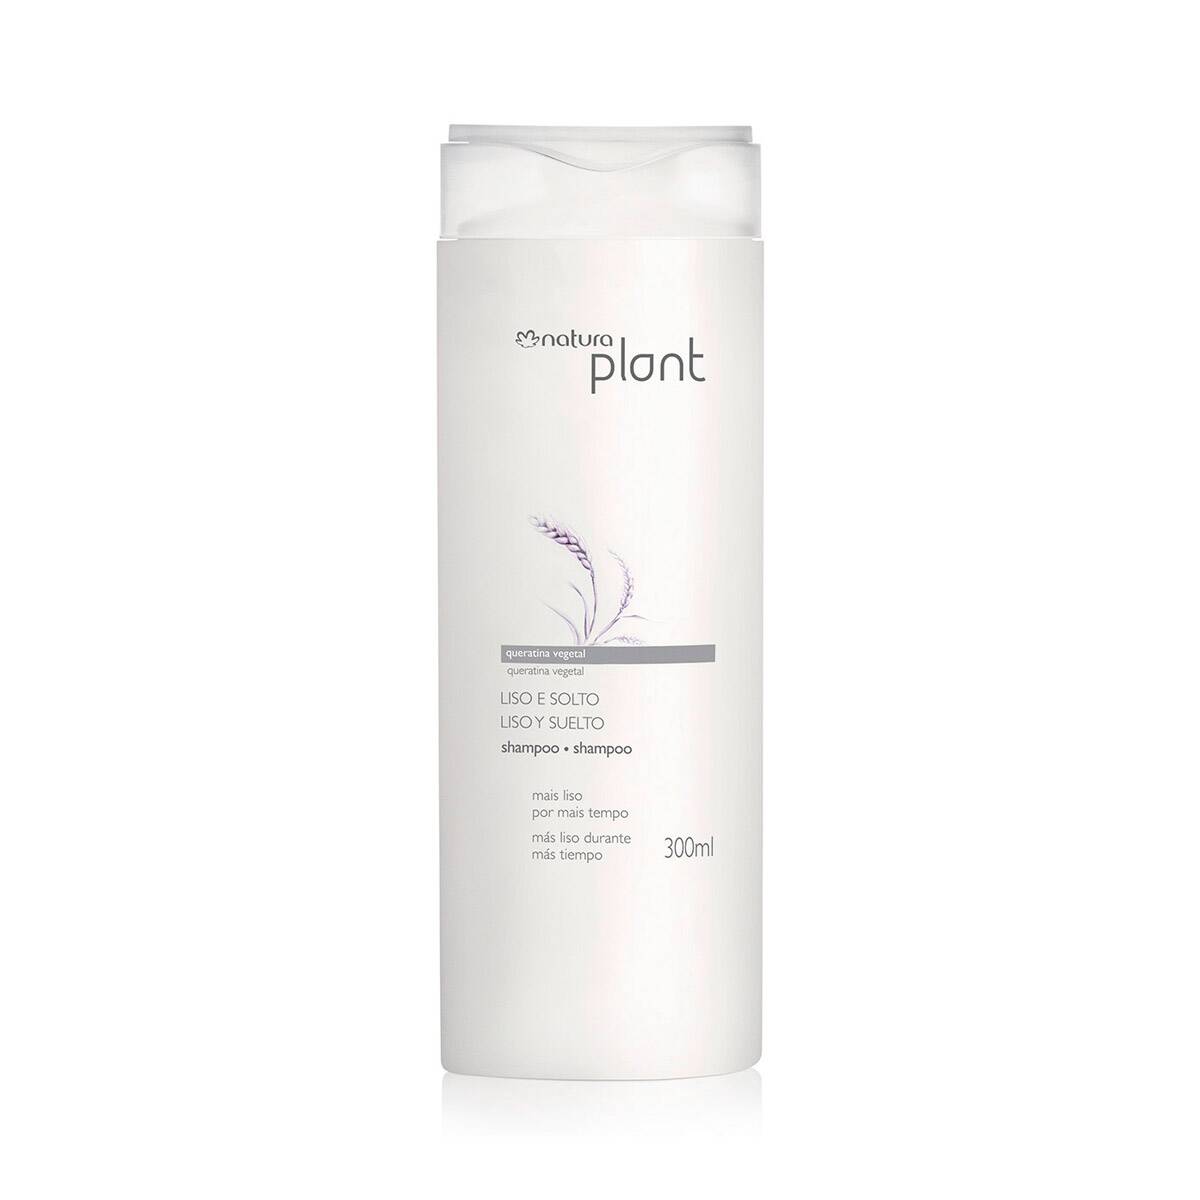 natura
plant
queratina vegetal
queratina vegetal
LISO E SOLTO
LISO Y SUELTO
shampoo • shampoo
mais liso
por mais tempo
más liso durante
más tiempo
300ml